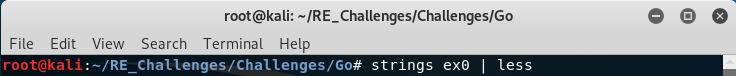 root@kali: ~/RE_Challenges/Challenges/Go
File Edit View Search Terminal Help
root@kali:~/RE_Challenges/Challenges/Go# strings ex0 | less